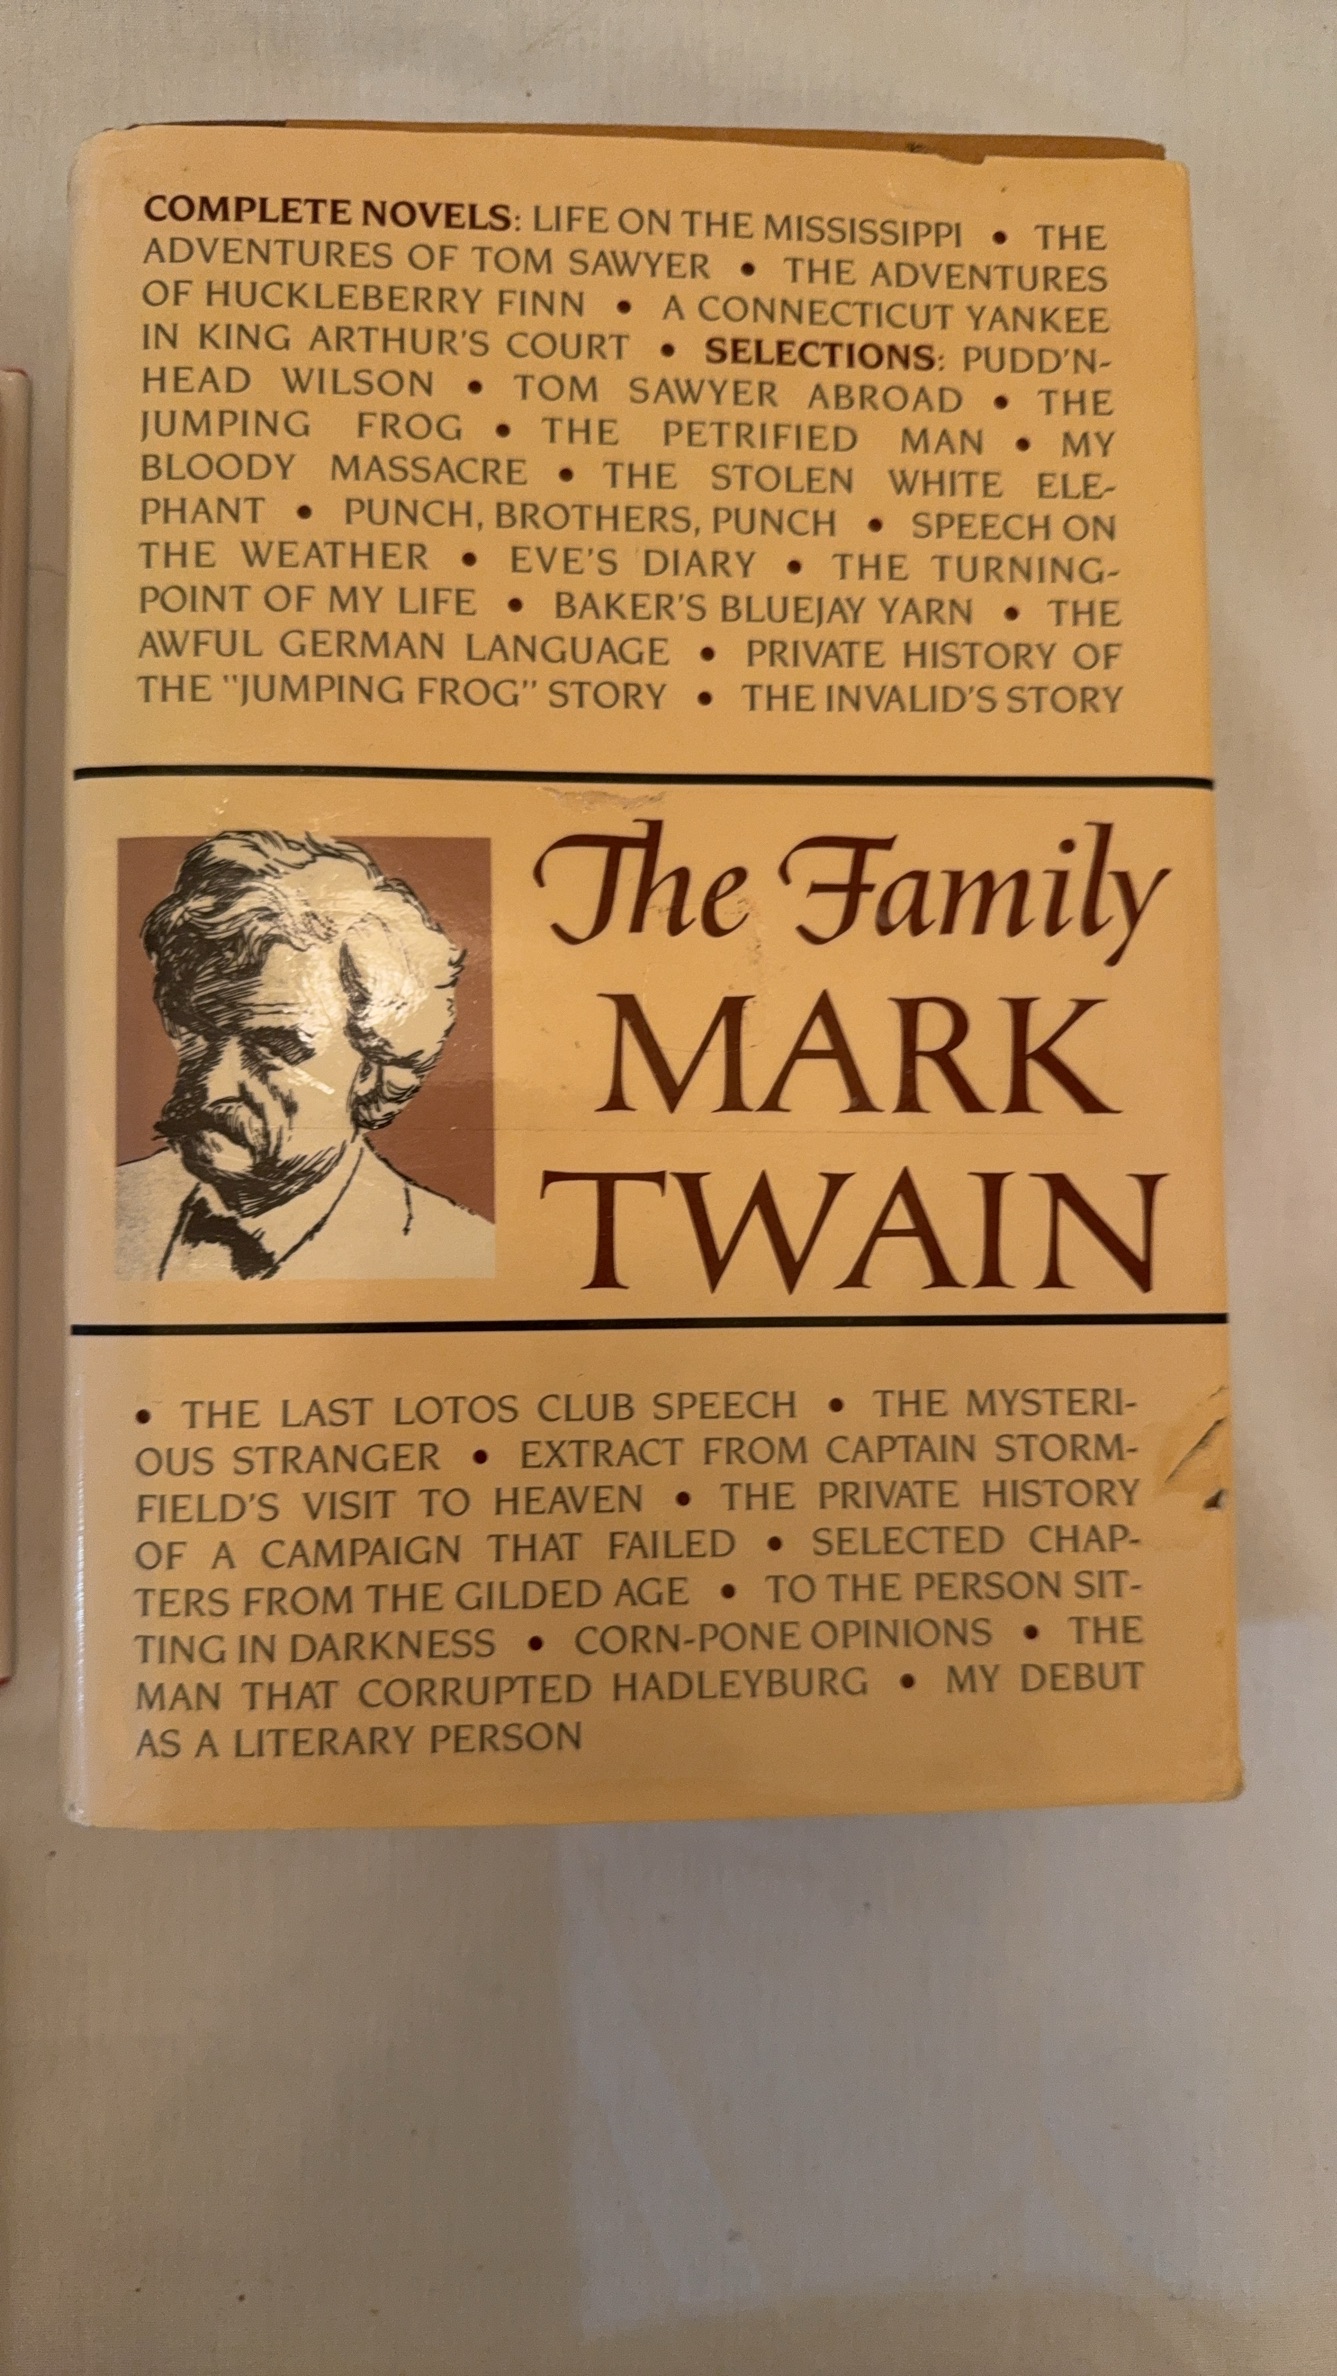 COMPLETE NOVELS: LIFE ON THE MISSISSIPPI • THE
ADVENTURES OF TOM SAWYER • THE ADVENTURES
OF HUCKLEBERRY FINN • A CONNECTICUT YANKEE
IN KING ARTHUR'S COURT • SELECTIONS: PUDD'N-
HEAD WILSON • TOM SAWYER ABROAD • THE
JUMPING FROG • THE PETRIFIED MAN • MY
BLOODY MASSACRE • THE STOLEN WHITE ELE-
PHANT • PUNCH, BROTHERS, PUNCH • SPEECH ON
THE WEATHER • EVE'S DIARY • THE TURNING-
POINT OF MY LIFE • BAKER'S BLUEJAY YARN • THE
AWFUL GERMAN LANGUAGE • PRIVATE HISTORY OF
THE "JUMPING FROG" STORY • THE INVALID'S STORY
The Family
MARK
TWAIN
• THE LAST LOTOS CLUB SPEECH • THE MYSTERI-
OUS STRANGER • EXTRACT FROM CAPTAIN STORM-
FIELD'S VISIT TO HEAVEN • THE PRIVATE HISTORY
OF A CAMPAIGN THAT FAILED • SELECTED CHAP-
TERS FROM THE GILDED AGE • TO THE PERSON SIT-
TING IN DARKNESS • CORN-PONE OPINIONS • THE
MAN THAT CORRUPTED HADLEYBURG • MY DEBUT
AS A LITERARY PERSON